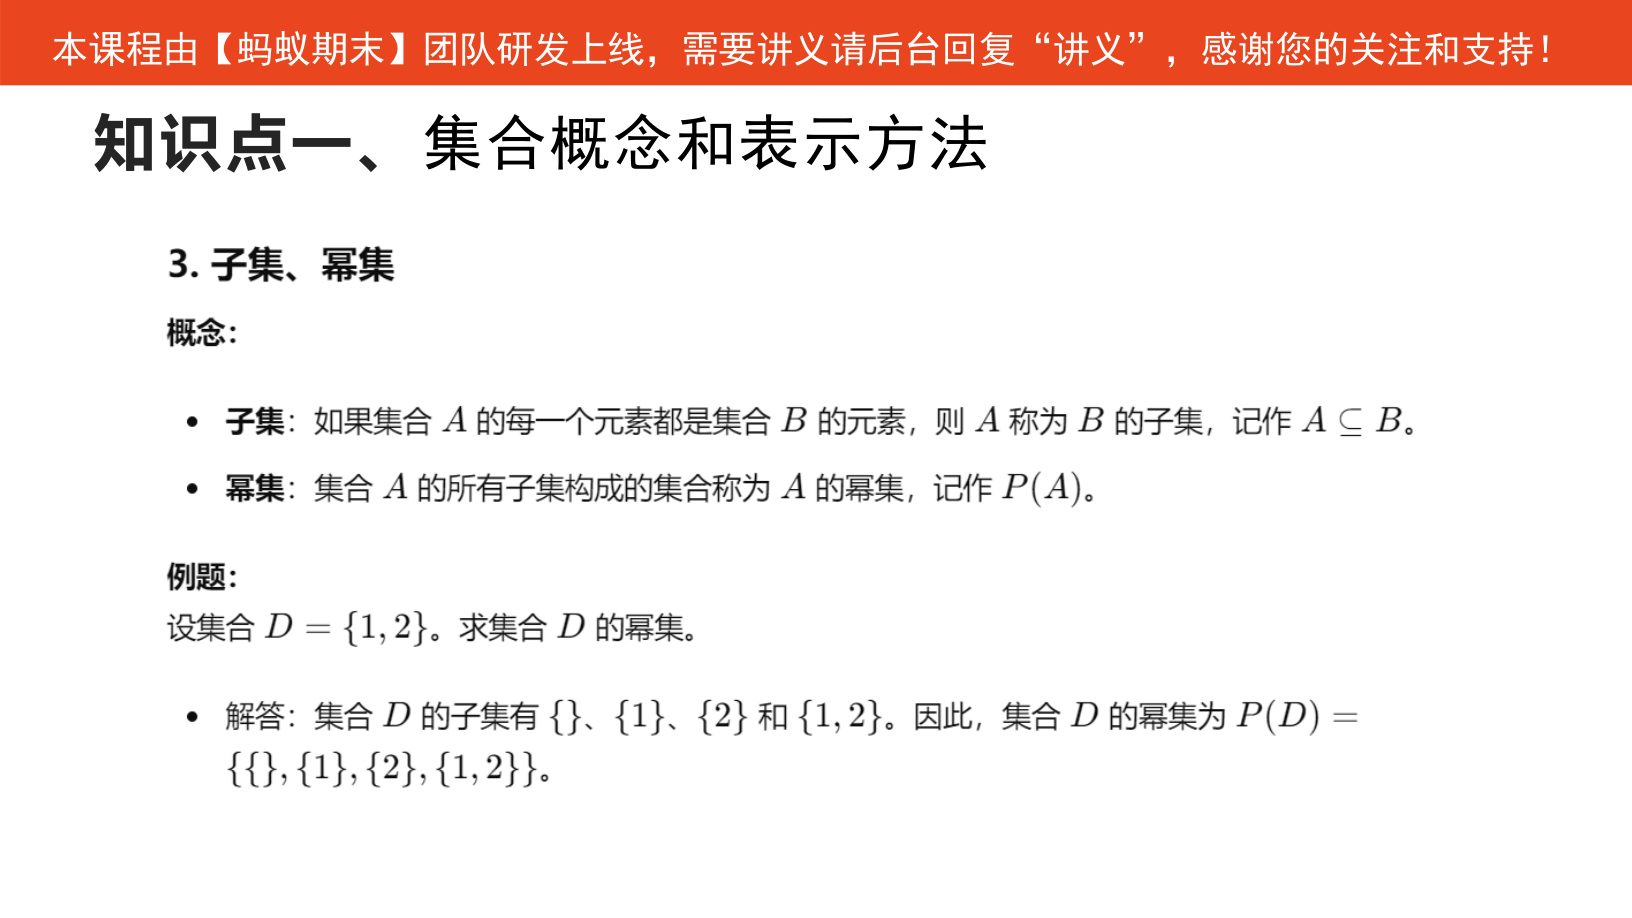 本课程由【蚂蚁期末】团队研发上线，需要讲义请后台回复“讲义”，感谢您的关注和支持！
知识点一、集合概念和表示方法
3. 子集、幂集
概念：
• 子集：如果集合 A 的每一个元素都是集合 B 的元素，则 A 称为 B 的子集，记作 A ⊆ B。
• 幂集：集合 A 的所有子集构成的集合称为 A 的幂集，记作 P(A)。
例题：
设集合 D = {1, 2}。求集合 D 的幂集。
• 解答：集合 D 的子集有 {}、{1}、{2} 和 {1, 2}。因此，集合 D 的幂集为 P(D) =
{{}, {1}, {2}, {1, 2}}。